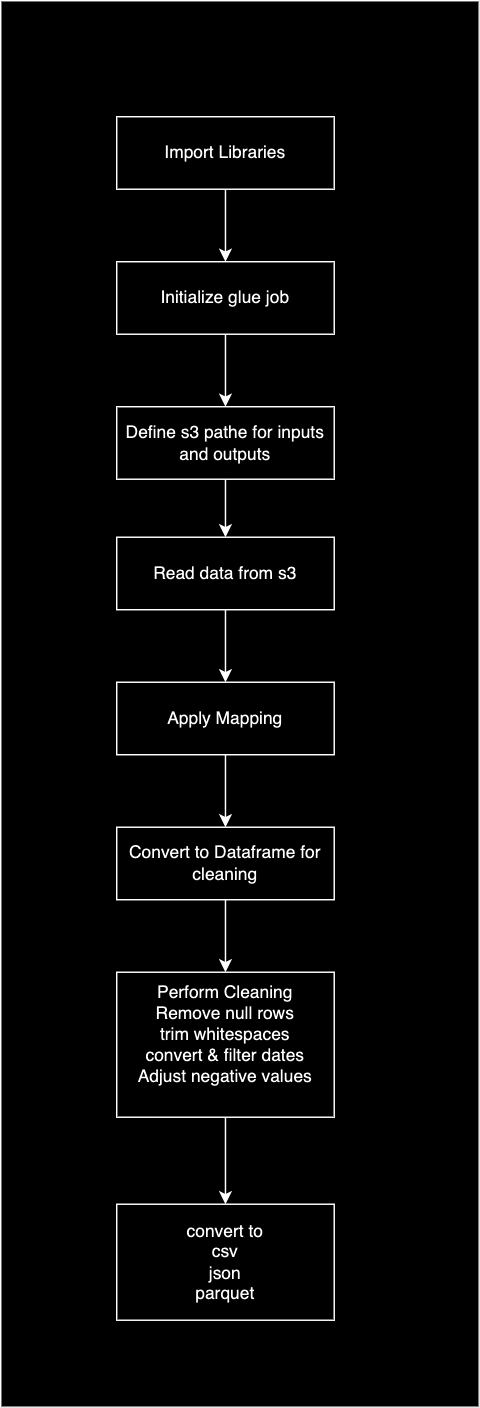 Import Libraries
Initialize glue job
Define s3 pathe for inputs
and outputs
Read data from s3
Apply Mapping
Convert to Dataframe for
cleaning
Perform Cleaning
Remove null rows
trim whitespaces
convert & filter dates
Adjust negative values
convert to
csv
json
parquet